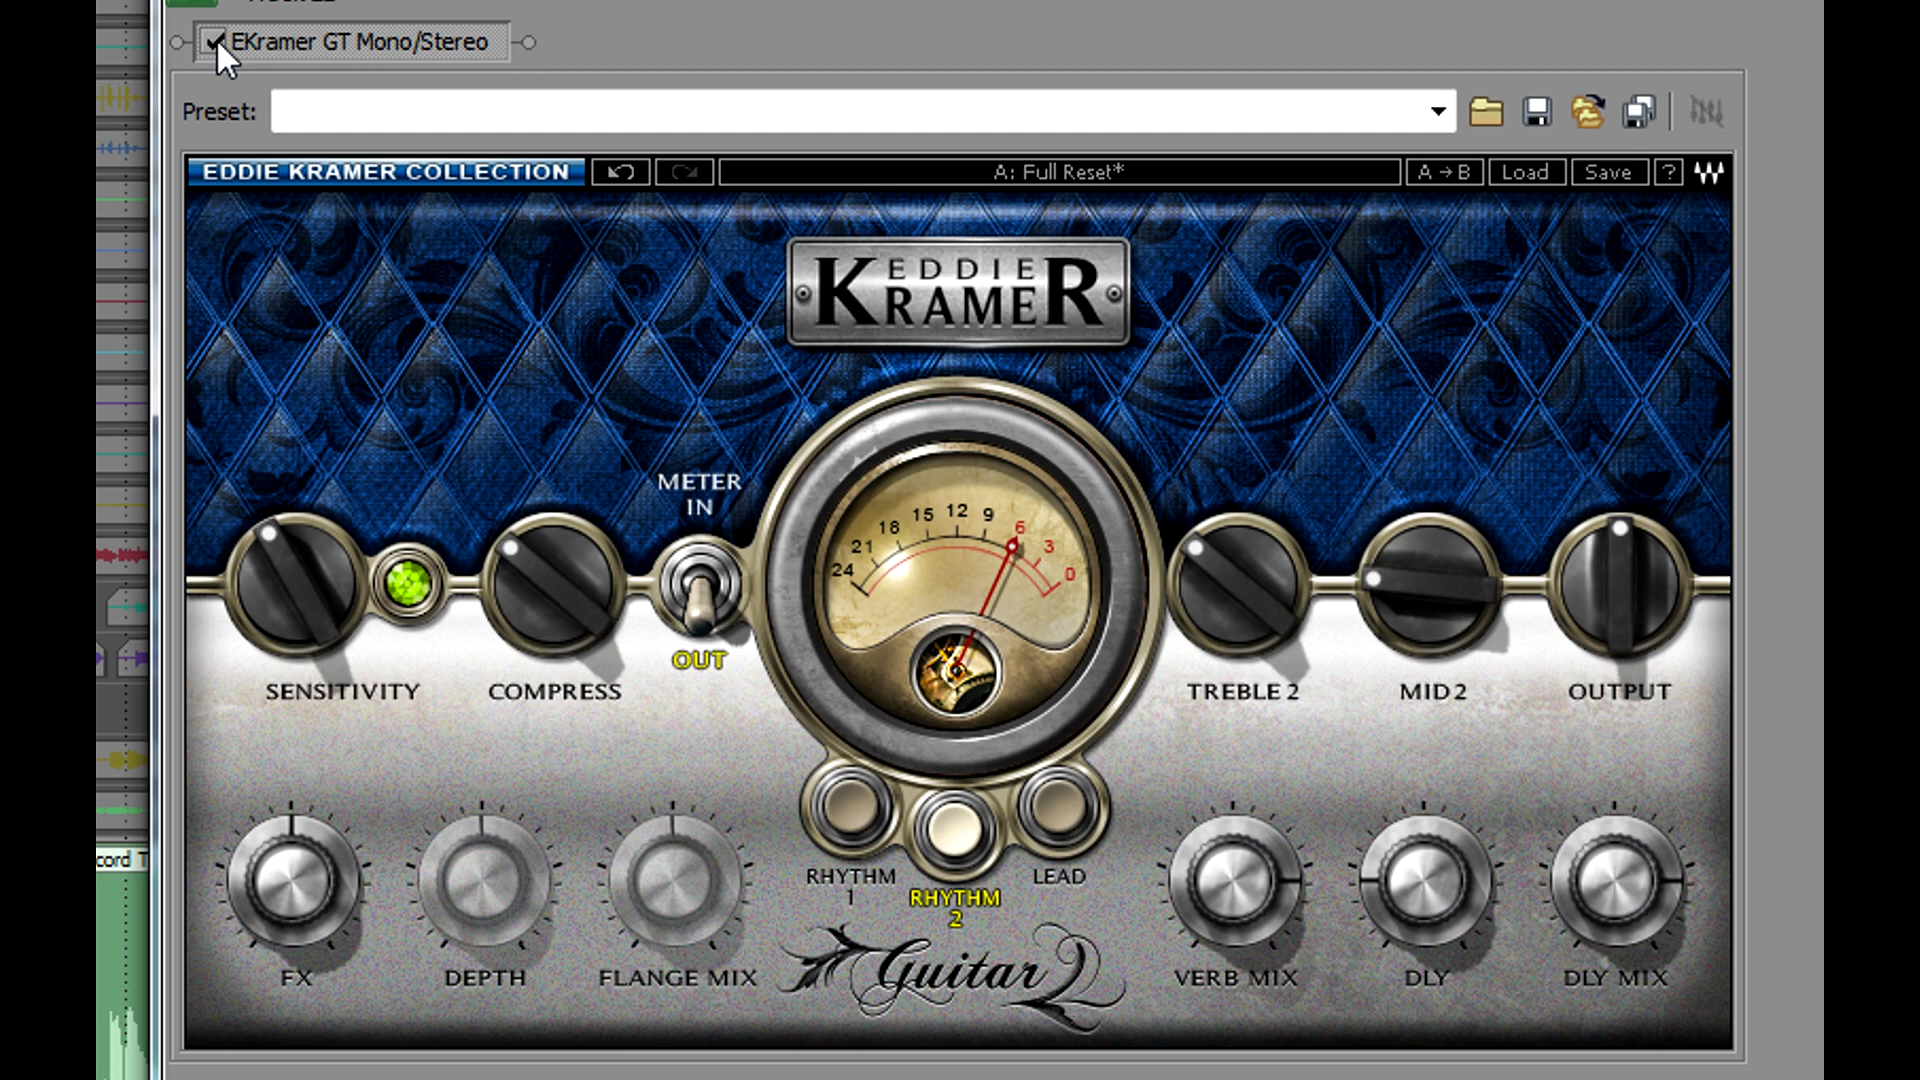 EKramer GT Mono/Stereo
Preset:
EDDIE KRAMER COLLECTION
A: Full Reset*
A→B
Load
Save
?
EDDIE
KRAMER
METER
IN
24 21 18 15 12 9 6 3 0
OUT
SENSITIVITY
COMPRESS
TREBLE 2
MID 2
OUTPUT
RHYTHM
1
RHYTHM
2
LEAD
FX
DEPTH
FLANGE MIX
Guitar 2
VERB MIX
DLY
DLY MIX
cord T